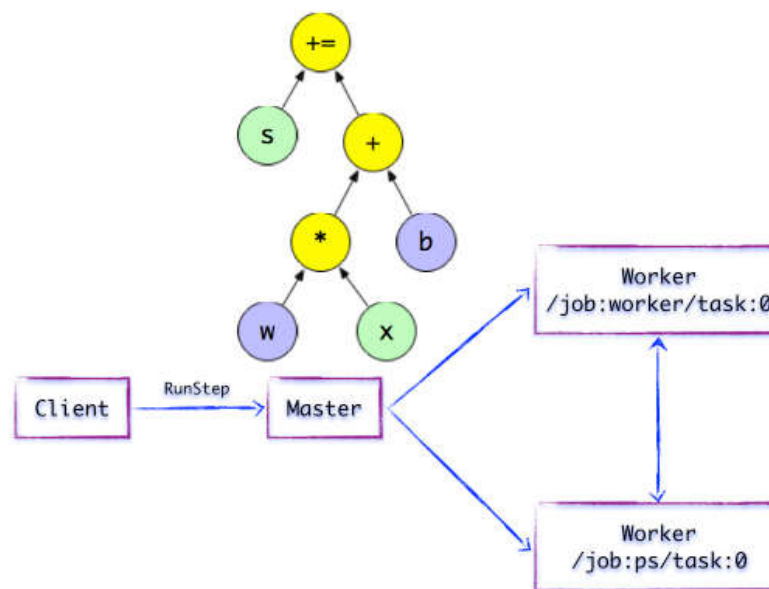 +=
s
+
*
b
w
x
Worker
/job:worker/task:0
RunStep
Client
Master
Worker
/job:ps/task:0